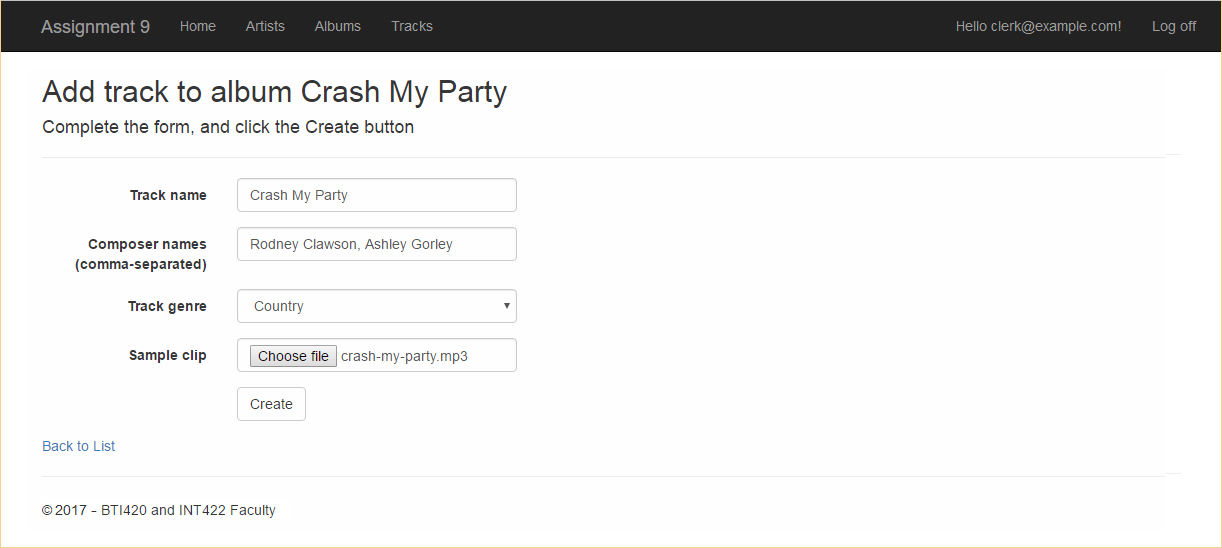 Assignment 9 Home Artists Albums Tracks Hello clerk@example.com! Log off
Add track to album Crash My Party
Complete the form, and click the Create button
Track name Crash My Party
Composer names Rodney Clawson, Ashley Gorley
(comma-separated)
Track genre Country
Sample clip Choose file crash-my-party.mp3
Create
Back to List
© 2017 - BTI420 and INT422 Faculty